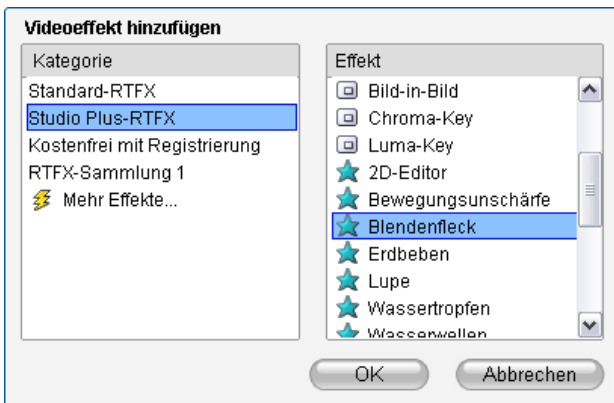 Videoeffekt hinzufügen
Kategorie
Standard-RTFX
Studio Plus-RTFX
Kostenfrei mit Registrierung
RTFX-Sammlung 1
Mehr Effekte...
Effekt
Bild-in-Bild
Chroma-Key
Luma-Key
2D-Editor
Bewegungsunschärfe
Blendenfleck
Erdbeben
Lupe
Wassertropfen
Wasserwellen
OK
Abbrechen